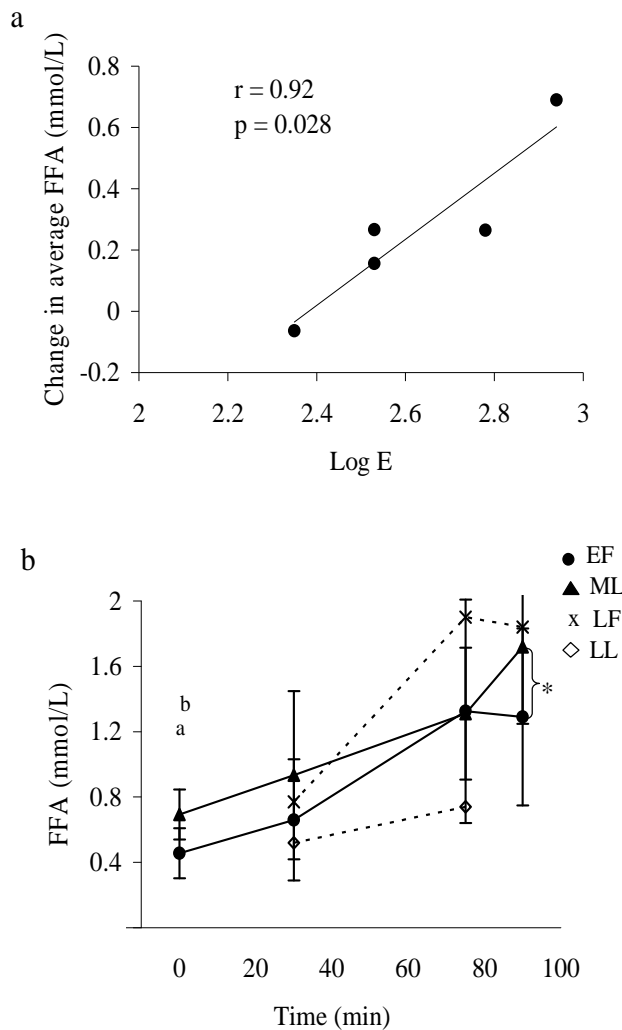 a
Change in average FFA (mmol/L)
0.8
0.6
0.4
0.2
0
-0.2
r = 0.92
p = 0.028
2 2.2 2.4 2.6 2.8 3
Log E
b
EF
ML
x LF
LL
FFA (mmol/L)
2
1.6
1.2
0.8
0.4
b
a
*
0 20 40 60 80 100
Time (min)